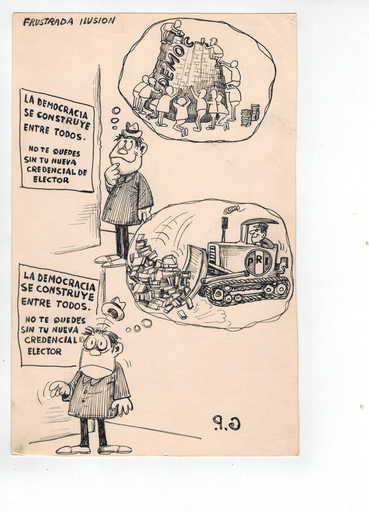 FRUSTRADA ILUSION
DEMOC
LA DEMOCRACIA
SE CONSTRUYE
ENTRE TODOS.
NO TE QUEDES
SIN TU NUEVA
CREDENCIAL DE
ELECTOR
PRI
LA DEMOCRACIA
SE CONSTRUYE
ENTRE TODOS.
NO TE QUEDES
SIN TU NUEVA
CREDENCIAL
ELECTOR